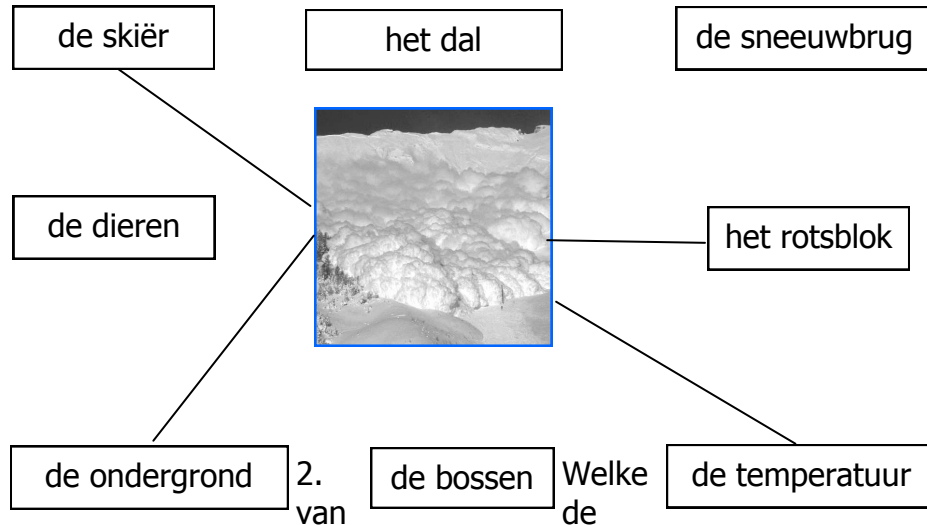 de skiër
het dal
de sneeuwbrug
de dieren
het rotsblok
de ondergrond
2.
de bossen
Welke
de temperatuur
van
de